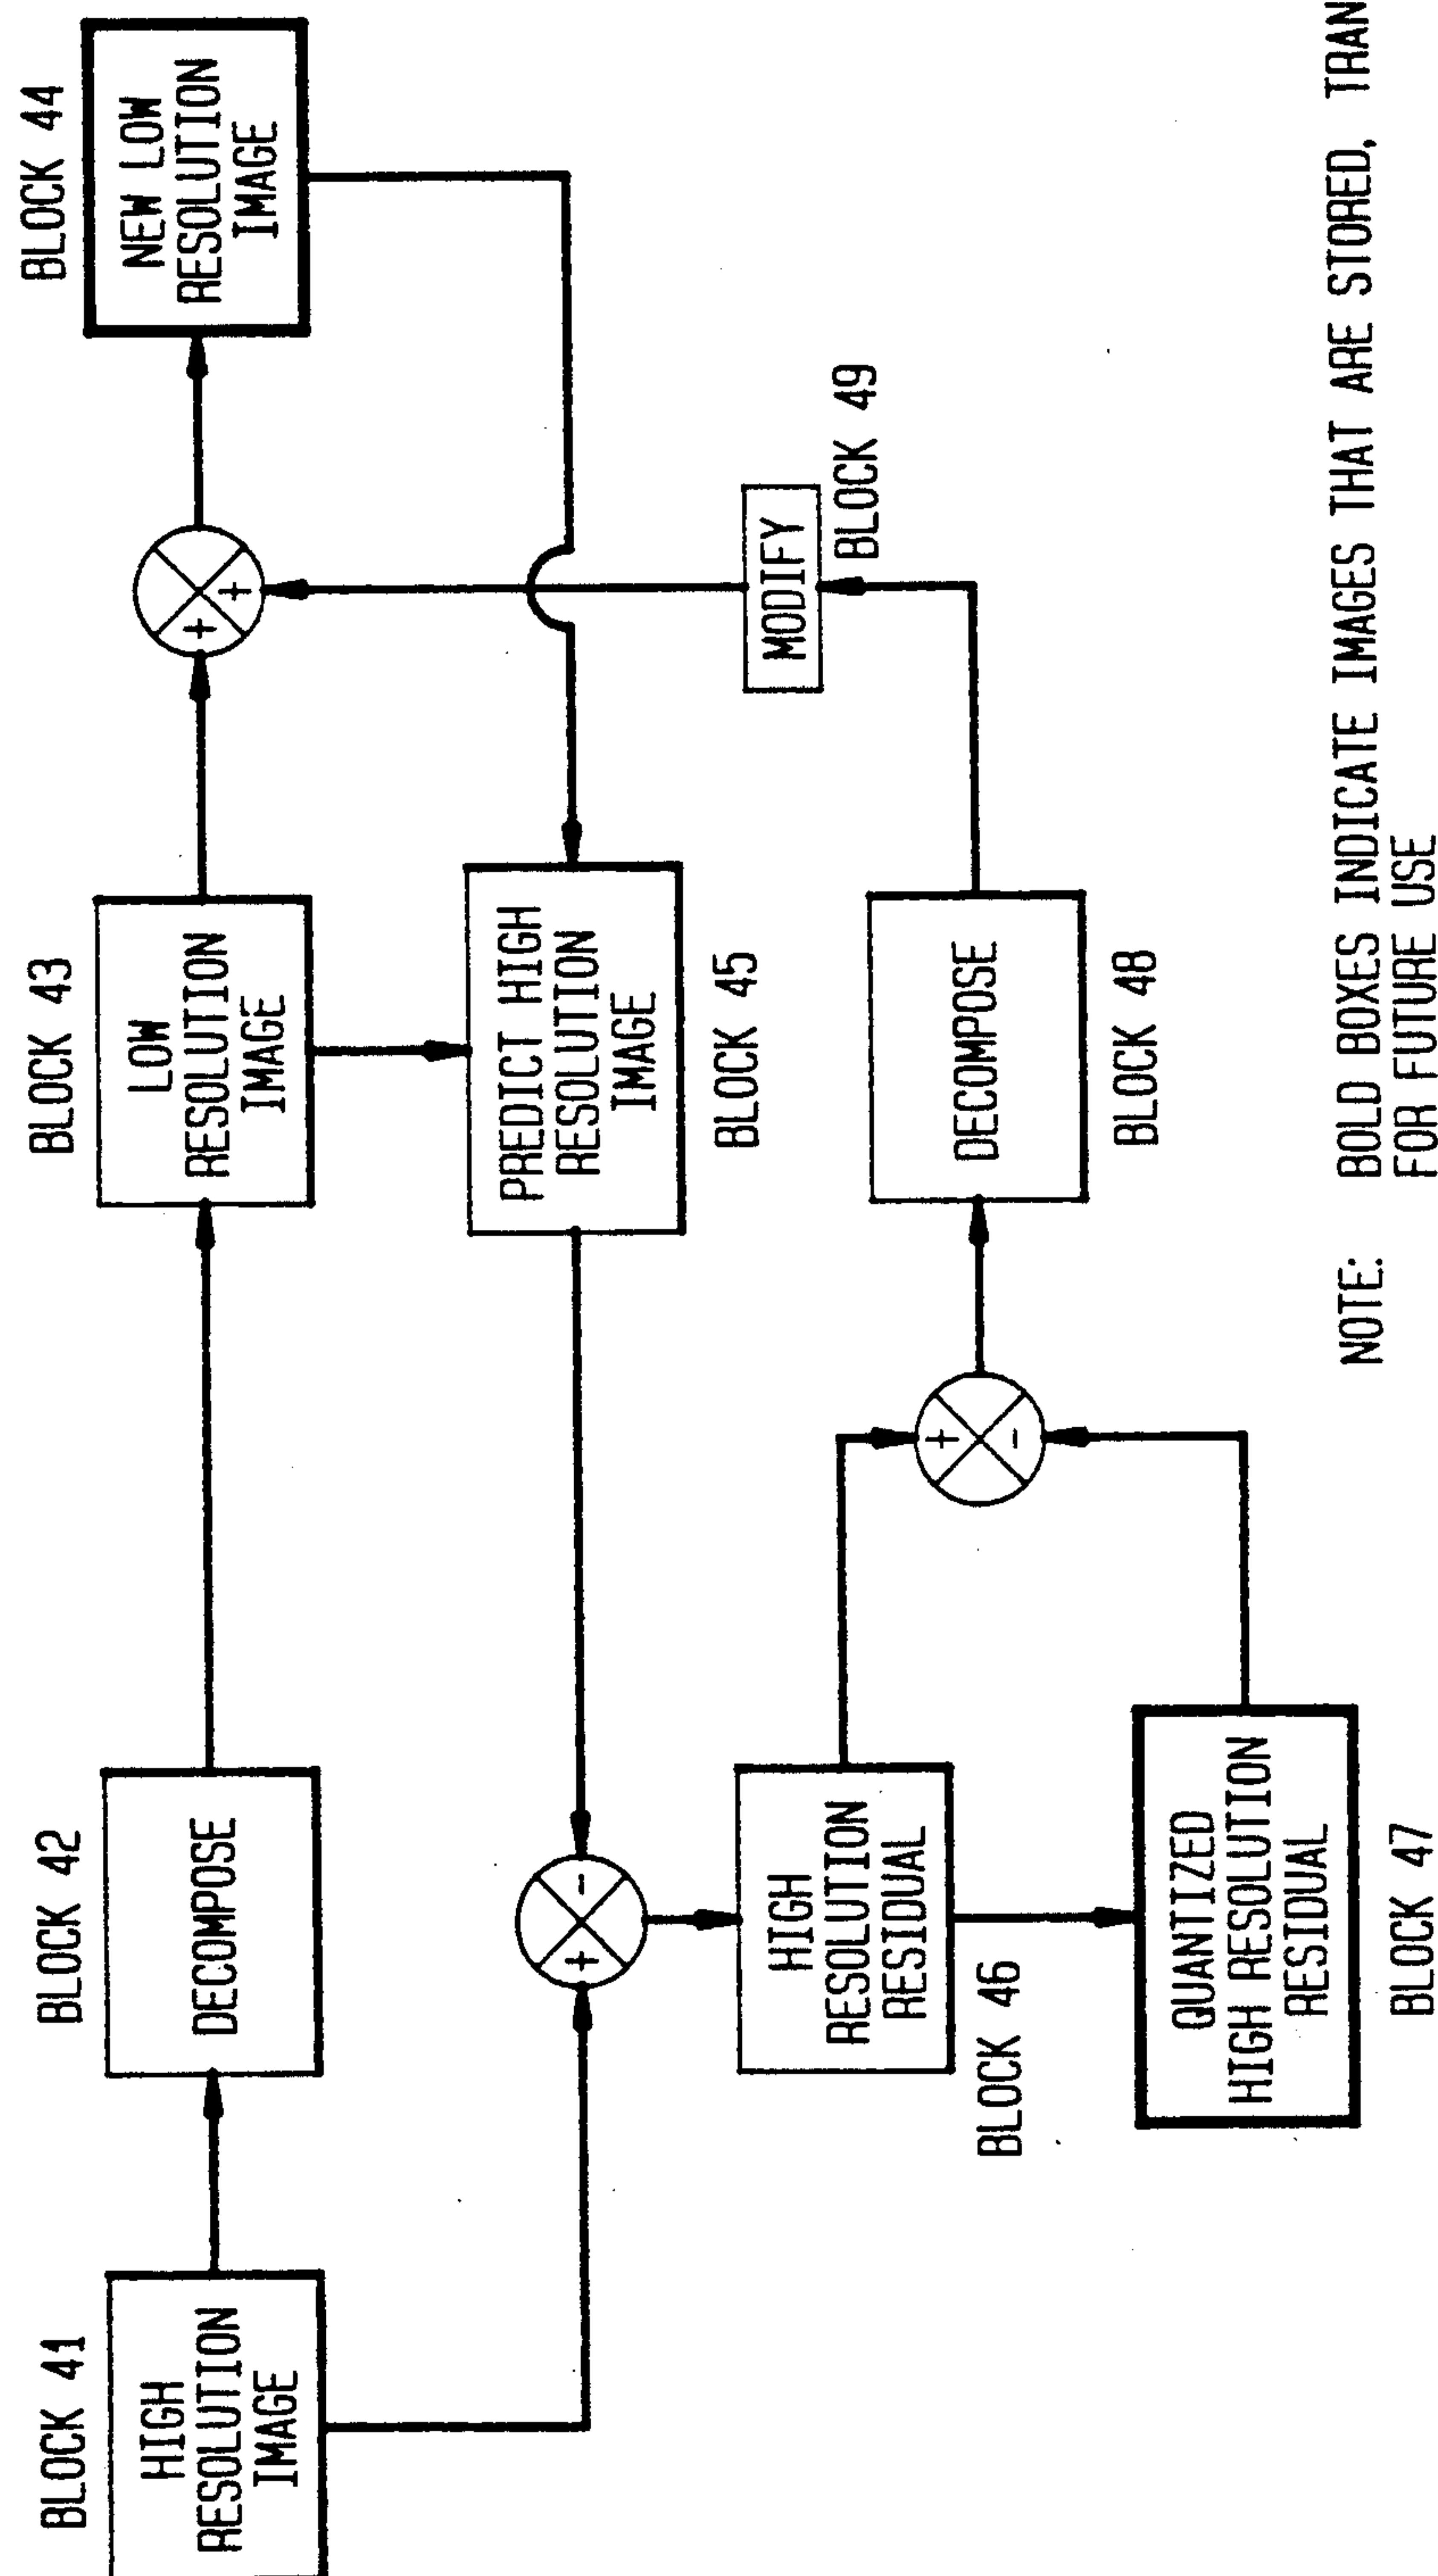 BLOCK 41
HIGH
RESOLUTION
IMAGE
BLOCK 42
DECOMPOSE
BLOCK 43
LOW
RESOLUTION
IMAGE
+
+
BLOCK 44
NEW LOW
RESOLUTION
IMAGE
+
-
PREDICT HIGH
RESOLUTION
IMAGE
BLOCK 45
HIGH
RESOLUTION
RESIDUAL
BLOCK 46
+
-
DECOMPOSE
BLOCK 48
MODIFY
BLOCK 49
QUANTIZED
HIGH RESOLUTION
RESIDUAL
BLOCK 47
NOTE: BOLD BOXES INDICATE IMAGES THAT ARE STORED, TRAN
FOR FUTURE USE